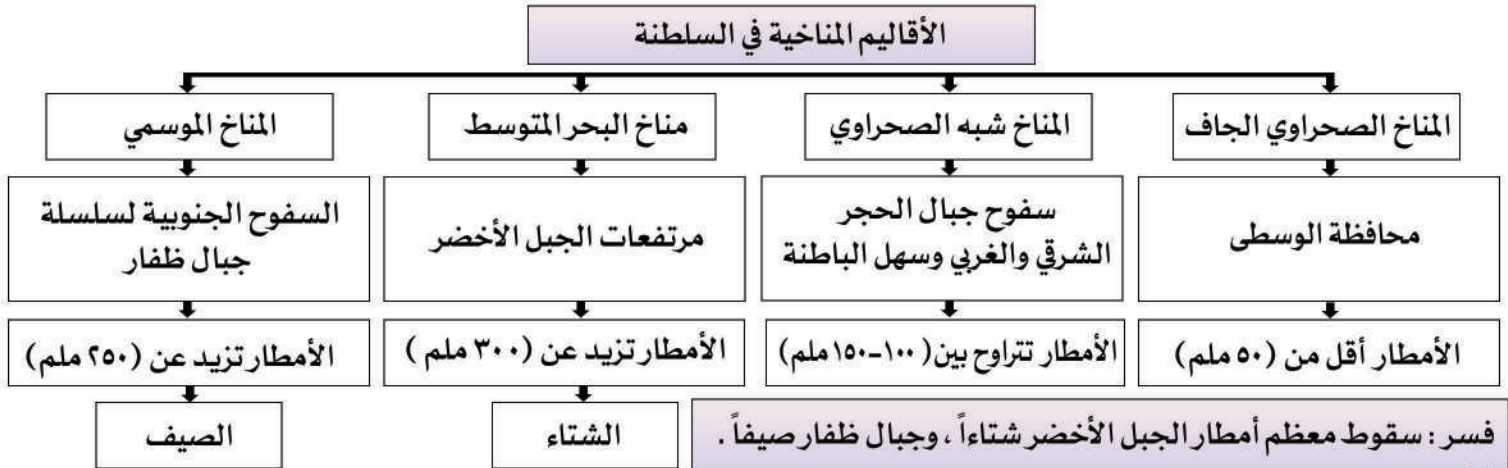 الأقاليم المناخية في السلطنة
المناخ الصحراوي الجاف
المناخ شبه الصحراوي
مناخ البحر المتوسط
المناخ الموسمي
محافظة الوسطى
سفوح جبال الحجر
الشرقي والغربي وسهل الباطنة
مرتفعات الجبل الأخضر
السفوح الجنوبية لسلسلة
جبال ظفار
الأمطار أقل من (٥٠ ملم)
الأمطار تتراوح بين( ١٠٠-١٥٠ ملم)
الأمطار تزيد عن (٣٠٠ ملم )
الأمطار تزيد عن (٢٥٠ ملم)
الشتاء
الصيف
فسر : سقوط معظم أمطار الجبل الأخضر شتاءاً ، وجبال ظفار صيفاً .